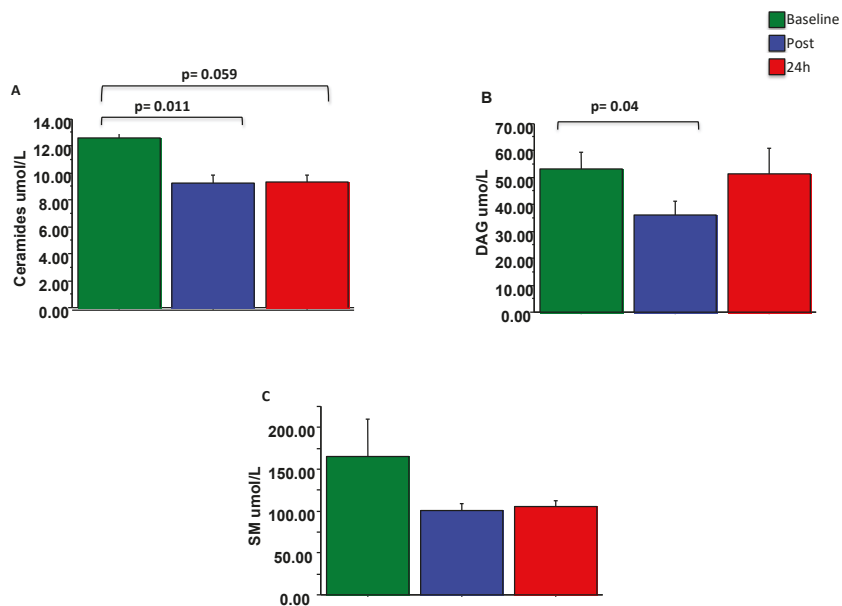 Baseline
Post
24h
A
p= 0.059
p= 0.011
Ceramides umol/L
14.00
12.00
10.00
8.00
6.00
4.00
2.00
0.00
B
p= 0.04
DAG umo/L
70.00
60.00
50.00
40.00
30.00
20.00
10.00
0.00
C
SM umol/L
200.00
150.00
100.00
50.00
0.00